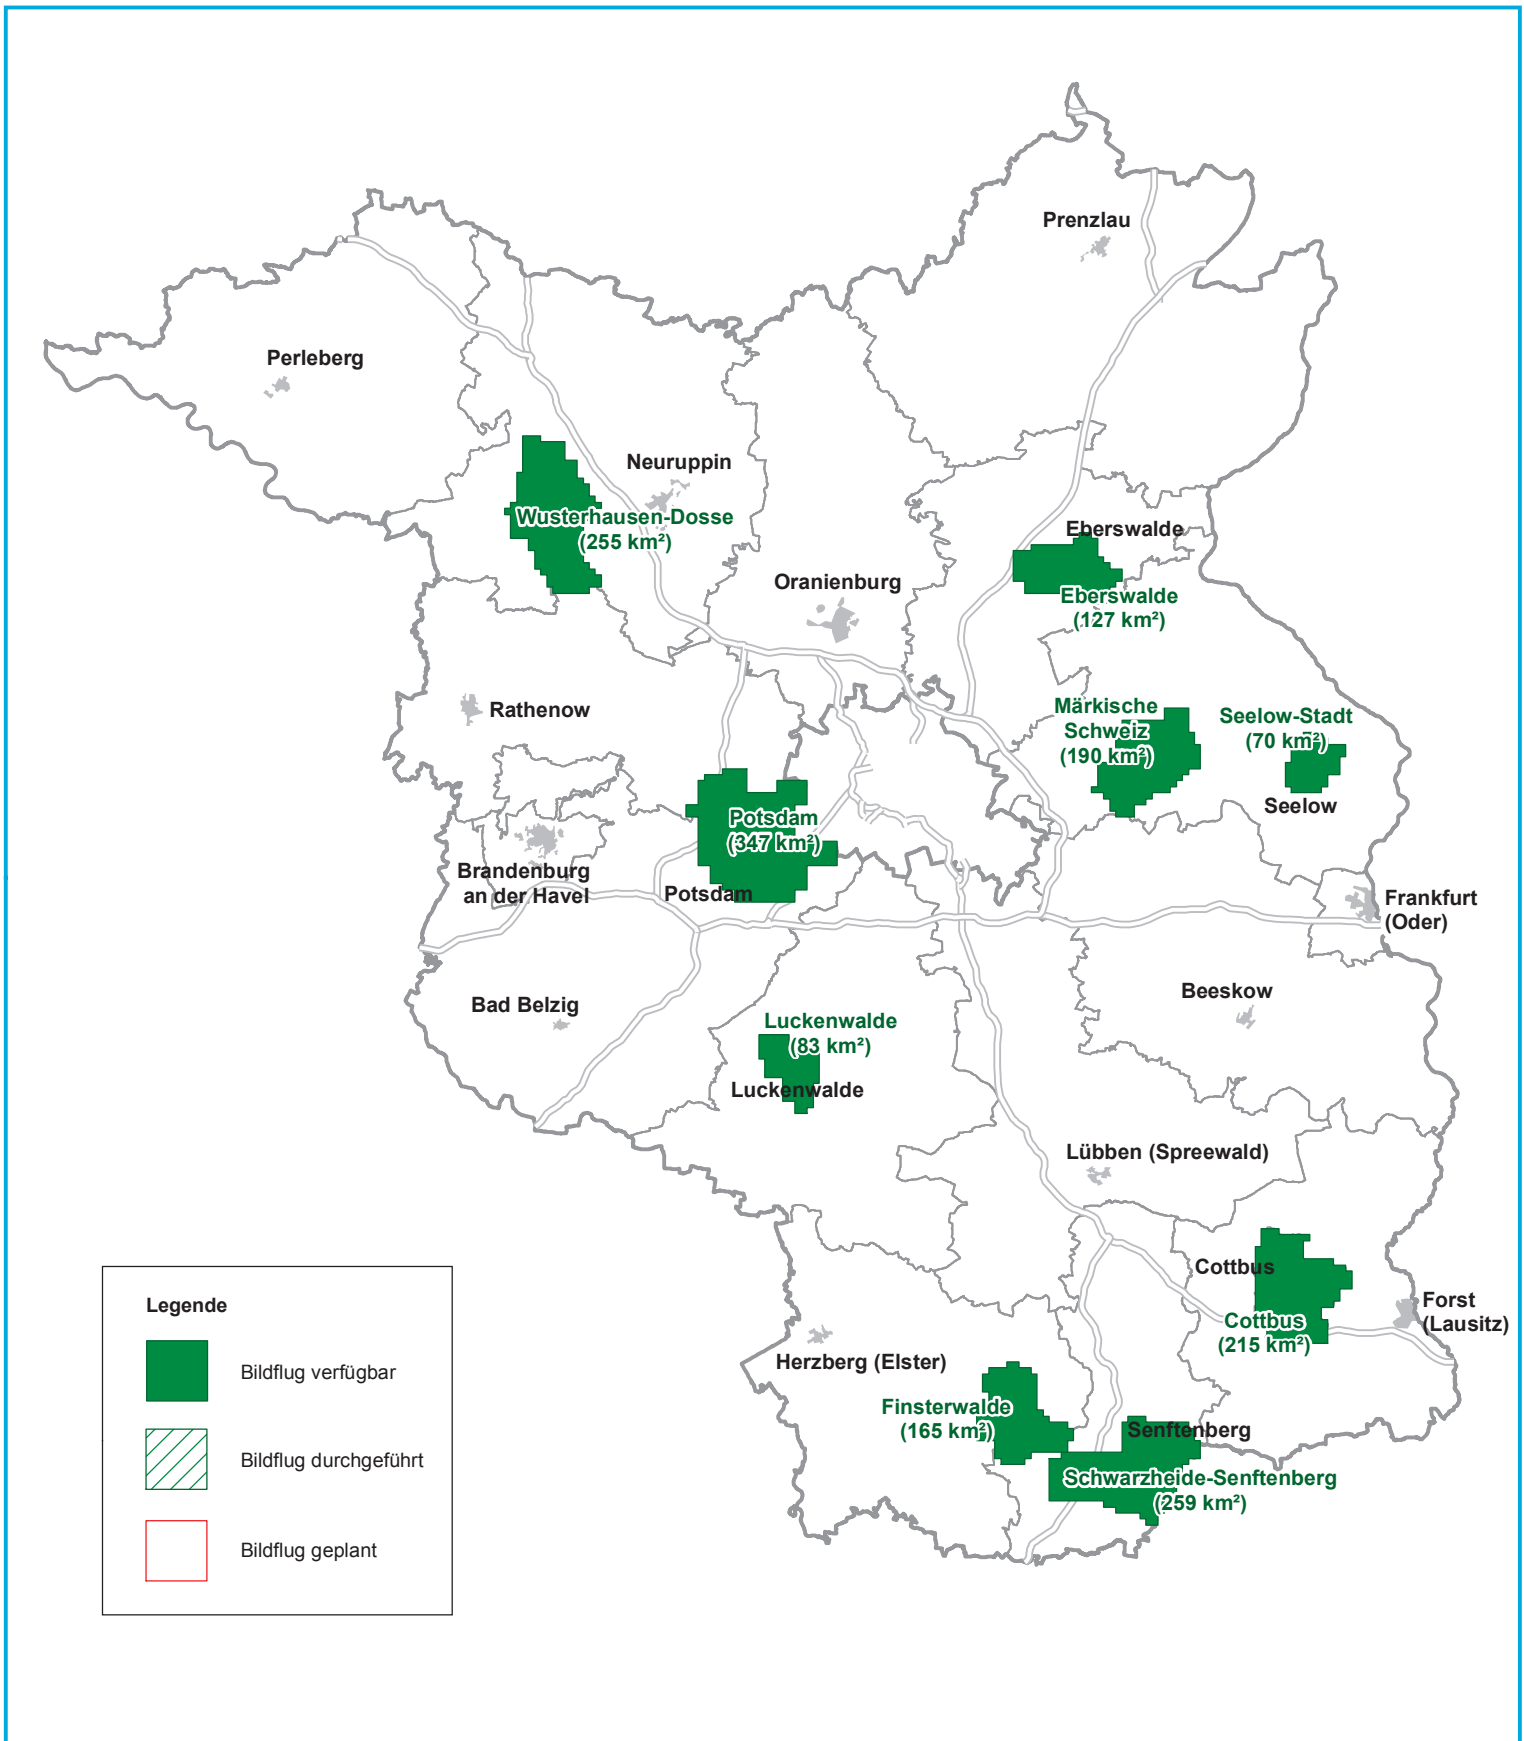 Prenzlau
Perleberg
Neuruppin
Wusterhausen-Dosse
(255 km²)
Eberswalde
Eberswalde
(127 km²)
Oranienburg
Rathenow
Märkische
Schweiz
(190 km²)
Seelow-Stadt
(70 km²)
Seelow
Potsdam
(347 km²)
Potsdam
Brandenburg
an der Havel
Frankfurt
(Oder)
Beeskow
Bad Belzig
Luckenwalde
(83 km²)
Luckenwalde
Lübben (Spreewald)
Cottbus
Cottbus
(215 km²)
Forst
(Lausitz)
Herzberg (Elster)
Finsterwalde
(165 km²)
Senftenberg
Schwarzheide-Senftenberg
(259 km²)
Legende
Bildflug verfügbar
Bildflug durchgeführt
Bildflug geplant